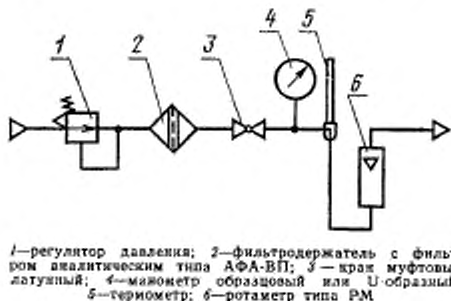 1 2 3 4 5 6
1—регулятор давления; 2—фильтродержатель с фильт
ром аналитическим типа АФА-ВП; 3 — кран муфтовы
латунный; 4—манометр образцовый или U-образны
5—термометр; 6—ротаметр типа РМ.